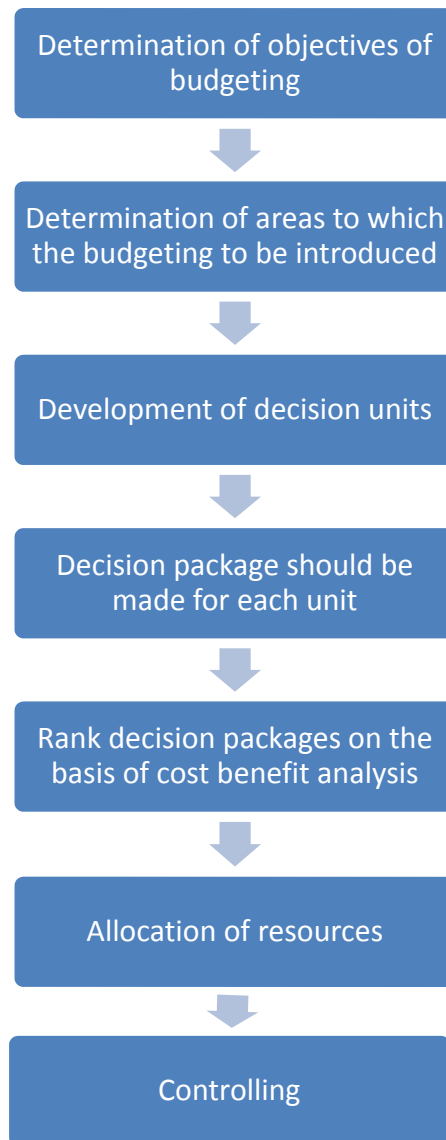 Determination of objectives of
budgeting
Determination of areas to which
the budgeting to be introduced
Development of decision units
Decision package should be
made for each unit
Rank decision packages on the
basis of cost benefit analysis
Allocation of resources
Controlling